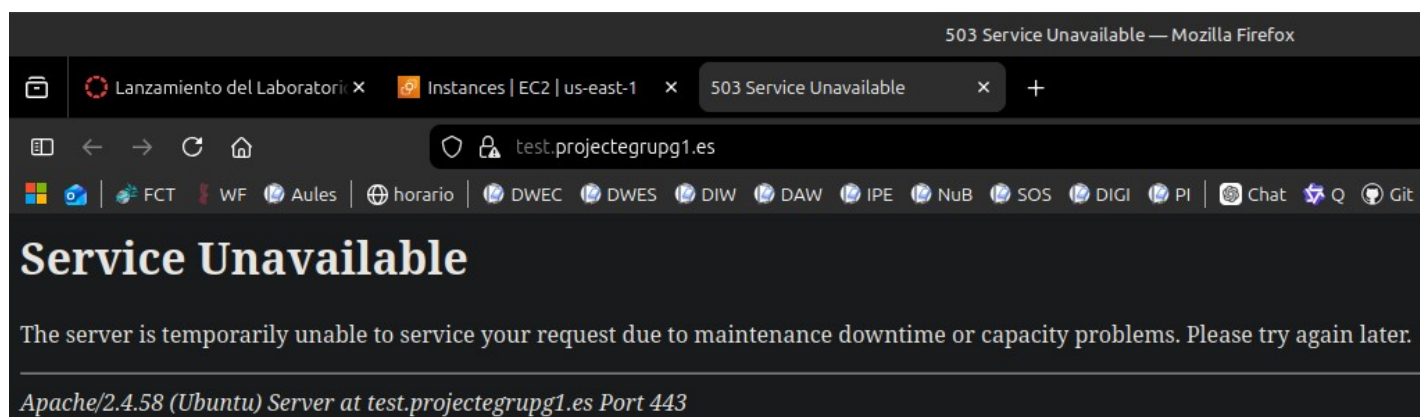 503 Service Unavailable — Mozilla Firefox
Lanzamiento del Laboratorio Instances | EC2 | us-east-1 503 Service Unavailable
test.projectegrupg1.es
FCT WF Aules horario DWEC DWES DIW DAW IPE NuB SOS DIGI PI Chat Q Git
Service Unavailable
The server is temporarily unable to service your request due to maintenance downtime or capacity problems. Please try again later.
Apache/2.4.58 (Ubuntu) Server at test.projectegrupg1.es Port 443